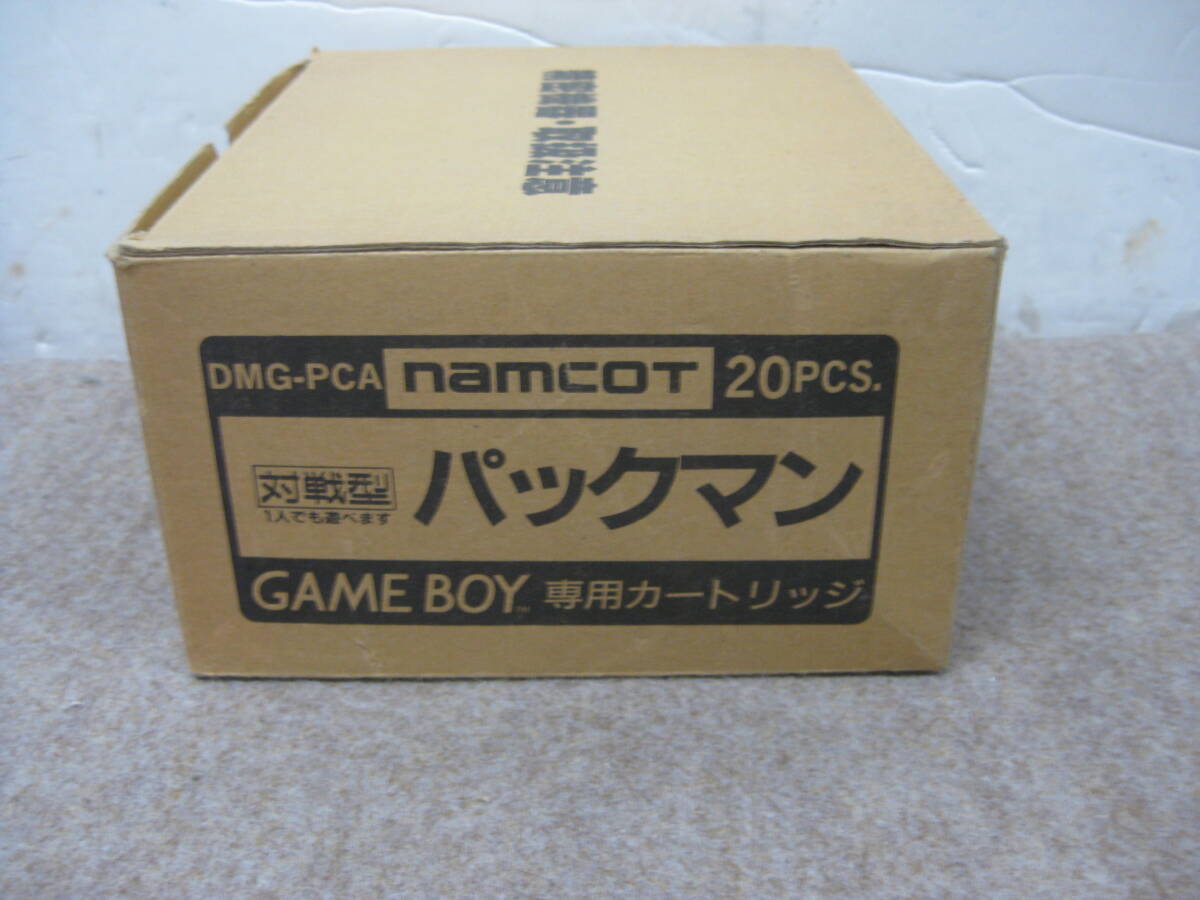 DMG-PCA namcot 20PCS.
対戦型 パックマン
1人でも遊べます
GAME BOY™ 専用カートリッジ